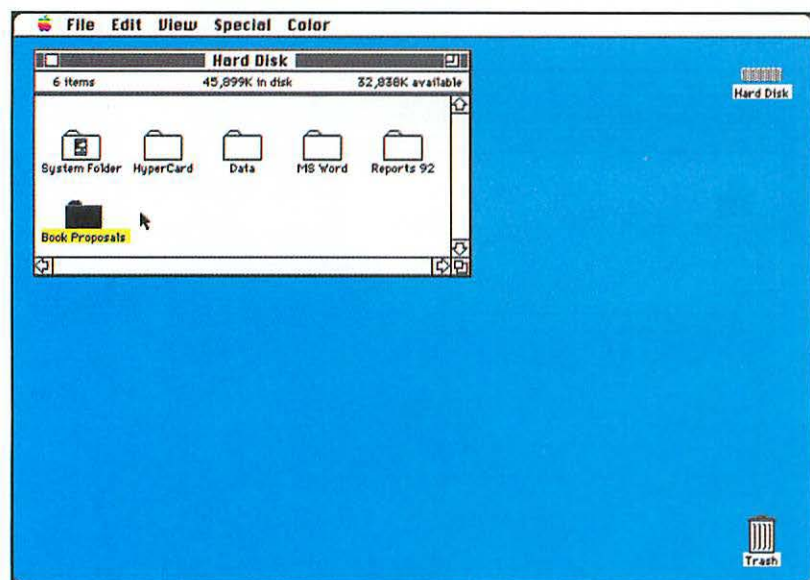 File Edit View Special Color
Hard Disk
6 items 45,899K in disk 32,838K available
System Folder HyperCard Data MS Word Reports 92
Book Proposals
Hard Disk
Trash